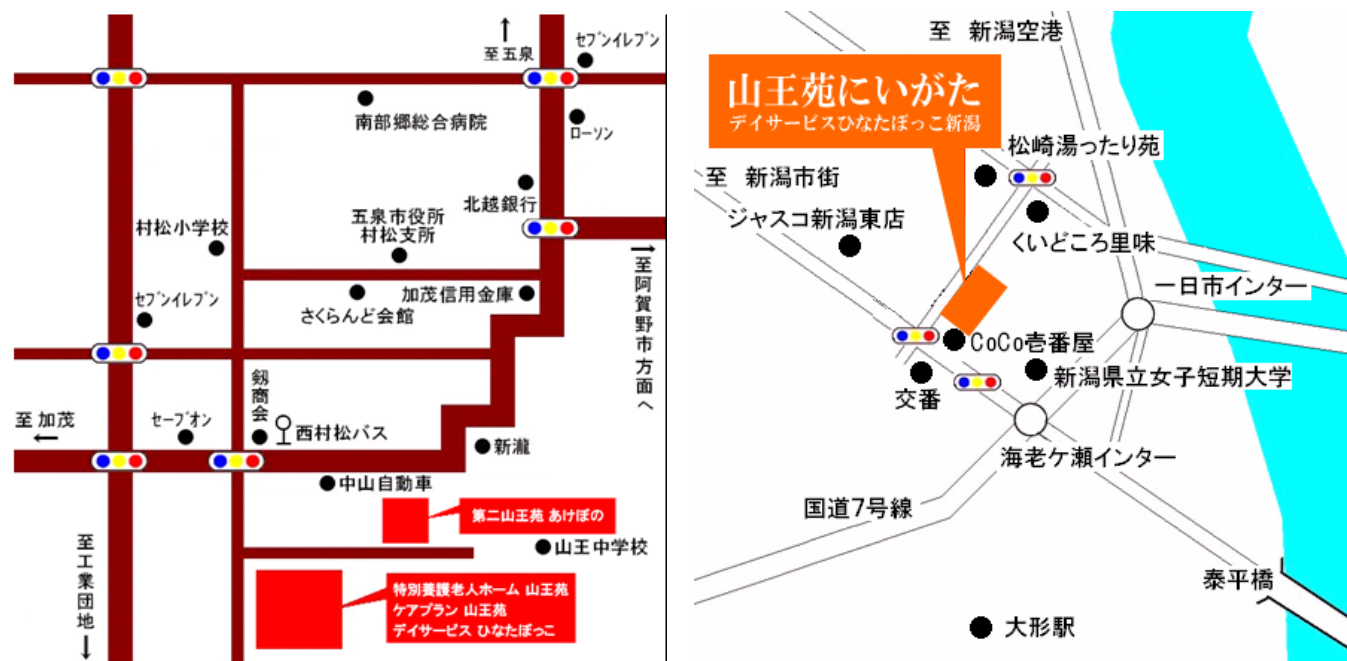 至五泉
セブンイレブン
南部郷総合病院
ローソン
北越銀行
五泉市役所
村松支所
村松小学校
至阿賀野市方面へ
セブンイレブン
さくらんど会館
加茂信用金庫
剱商会
至 加茂
セーブオン
西村松バス
新瀧
中山自動車
第二山王苑 あけぼの
山王中学校
至工業団地
特別養護老人ホーム 山王苑
ケアプラン 山王苑
デイサービス ひなたぼっこ
至 新潟空港
山王苑にいがた
デイサービスひなたぼっこ新潟
松崎湯ったり苑
至 新潟市街
ジャスコ新潟東店
くいどころ里味
一日市インター
CoCo壱番屋
新潟県立女子短期大学
交番
海老ケ瀬インター
国道7号線
泰平橋
大形駅